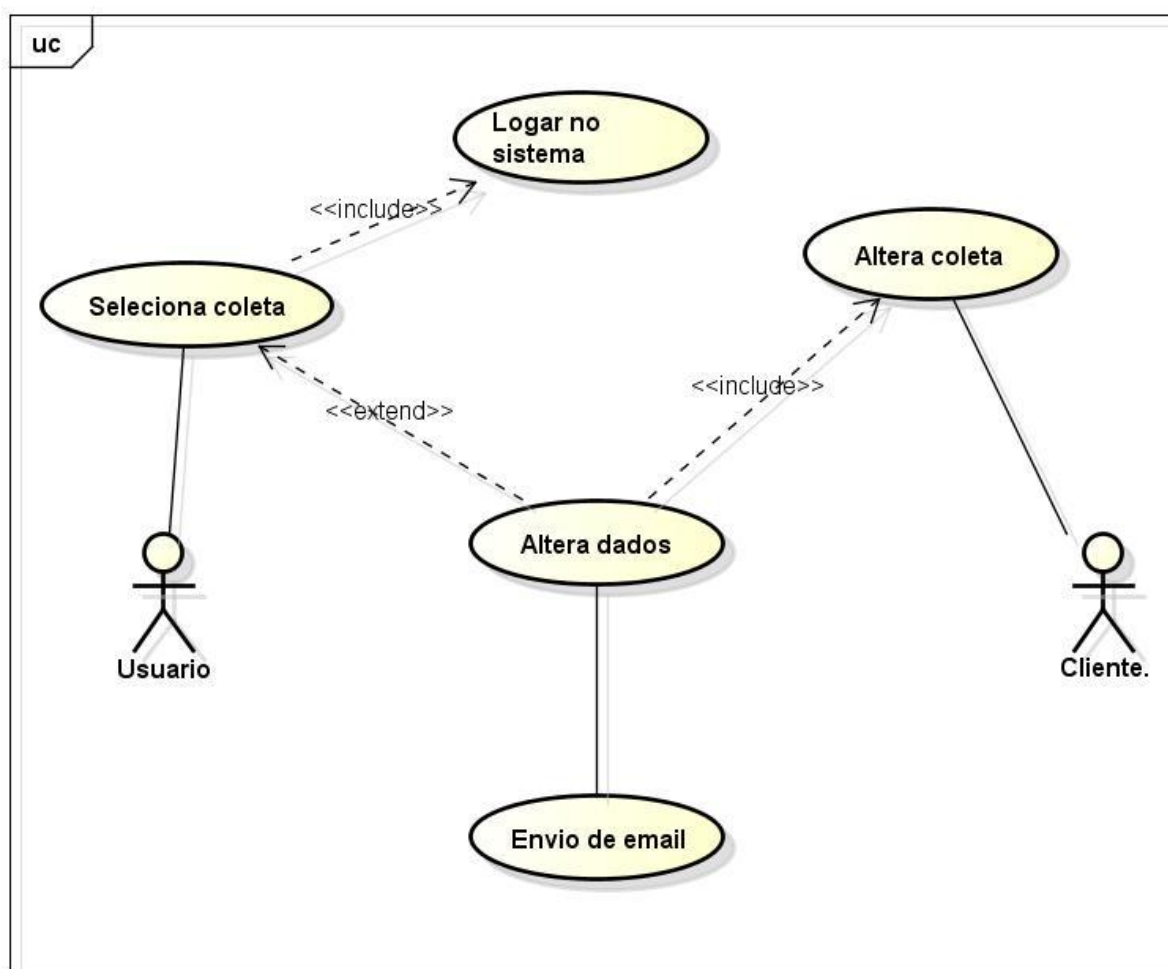 uc
Logar no
sistema
<<include>>
Altera coleta
Seleciona coleta
<<include>>
<<extend>>
Altera dados
Usuario
Cliente.
Envio de email